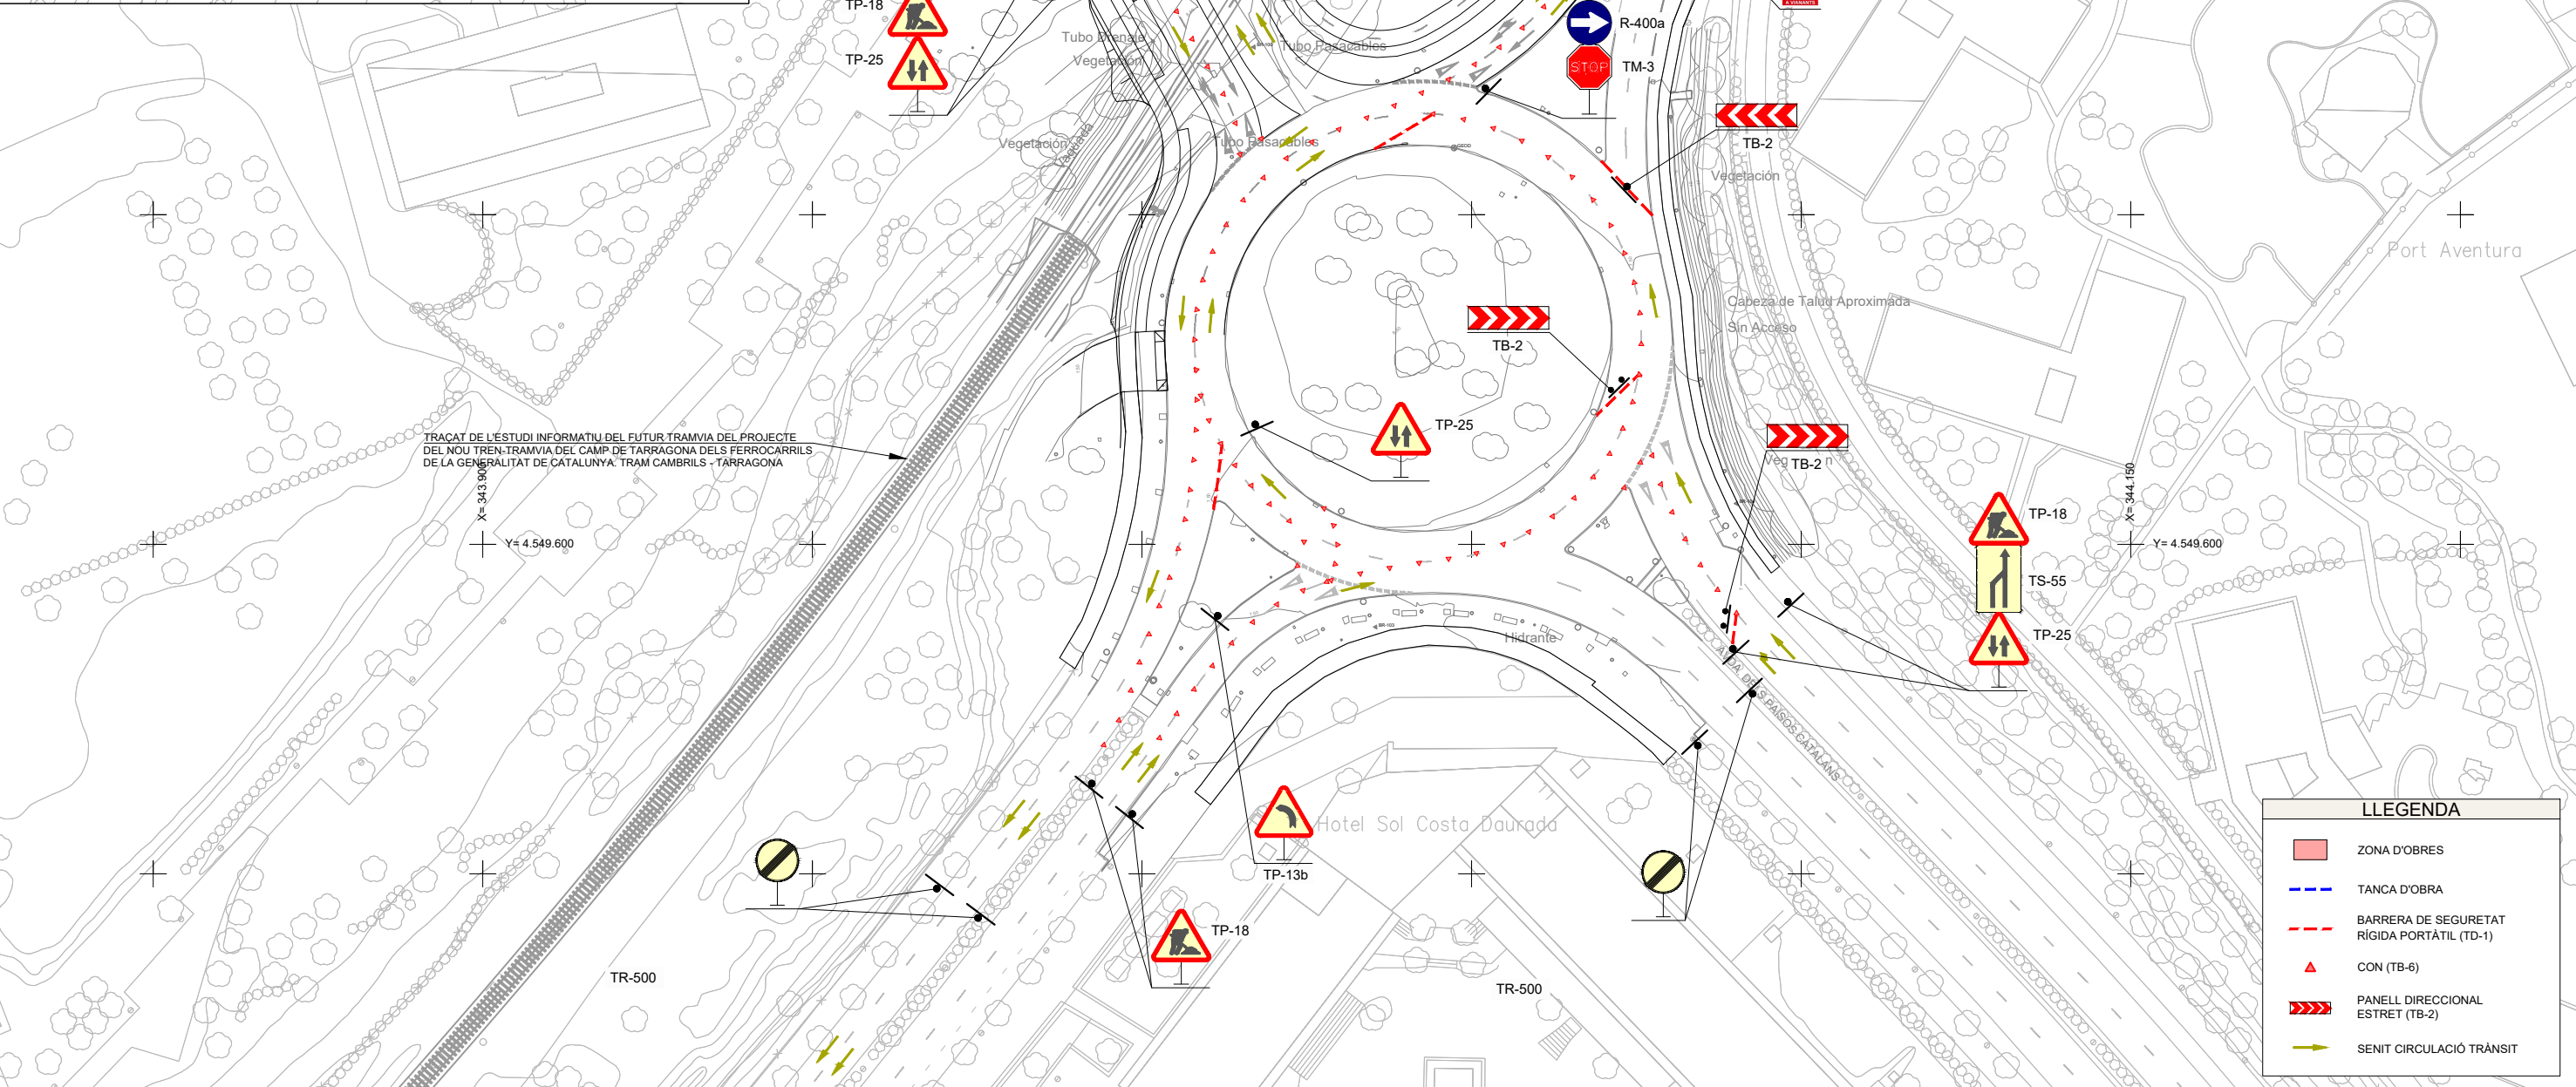 TP-18
TP-25
Tubo Drenaje
Vegetación
Tubo Pasacables
R-400a
STOP
TM-3
A VIANANTS
TB-2
Vegetación
Vaguada
Tubo Pasacables
Vegetación
Port Aventura
Cabeza de Talud Aproximada
Sin Acceso
TB-2
TP-25
TB-2
TRAÇAT DE L'ESTUDI INFORMATIU DEL FUTUR TRAMVIA DEL PROJECTE
DEL NOU TREN-TRAMVIA DEL CAMP DE TARRAGONA DELS FERROCARRILS
DE LA GENERALITAT DE CATALUNYA. TRAM CAMBRILS - TARRAGONA
X= 343.900
Y= 4.549.600
X= 344.150
Y= 4.549.600
TP-18
TS-55
TP-25
Hidrante
AVDA DELS PAÏSOS CATALANS
Hotel Sol Costa Daurada
TP-13b
TP-18
TR-500
TR-500
LLEGENDA
ZONA D'OBRES
TANCA D'OBRA
BARRERA DE SEGURETAT
RÍGIDA PORTÀTIL (TD-1)
CON (TB-6)
PANELL DIRECCIONAL
ESTRET (TB-2)
SENIT CIRCULACIÓ TRÀNSIT